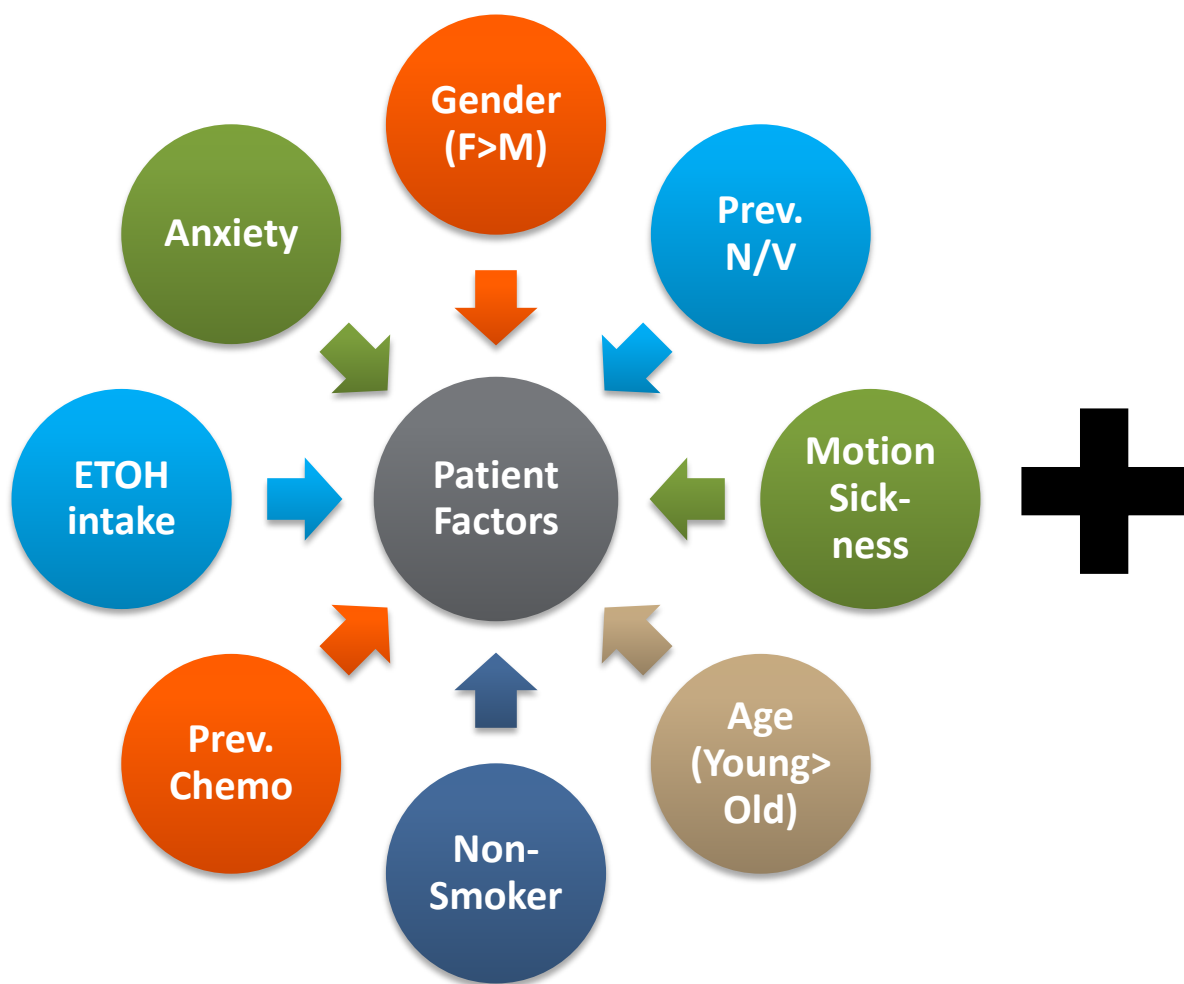 Gender
(F>M)
Prev.
N/V
Motion
Sick-
ness
Age
(Young>
Old)
Non-
Smoker
Prev.
Chemo
ETOH
intake
Anxiety
Patient
Factors